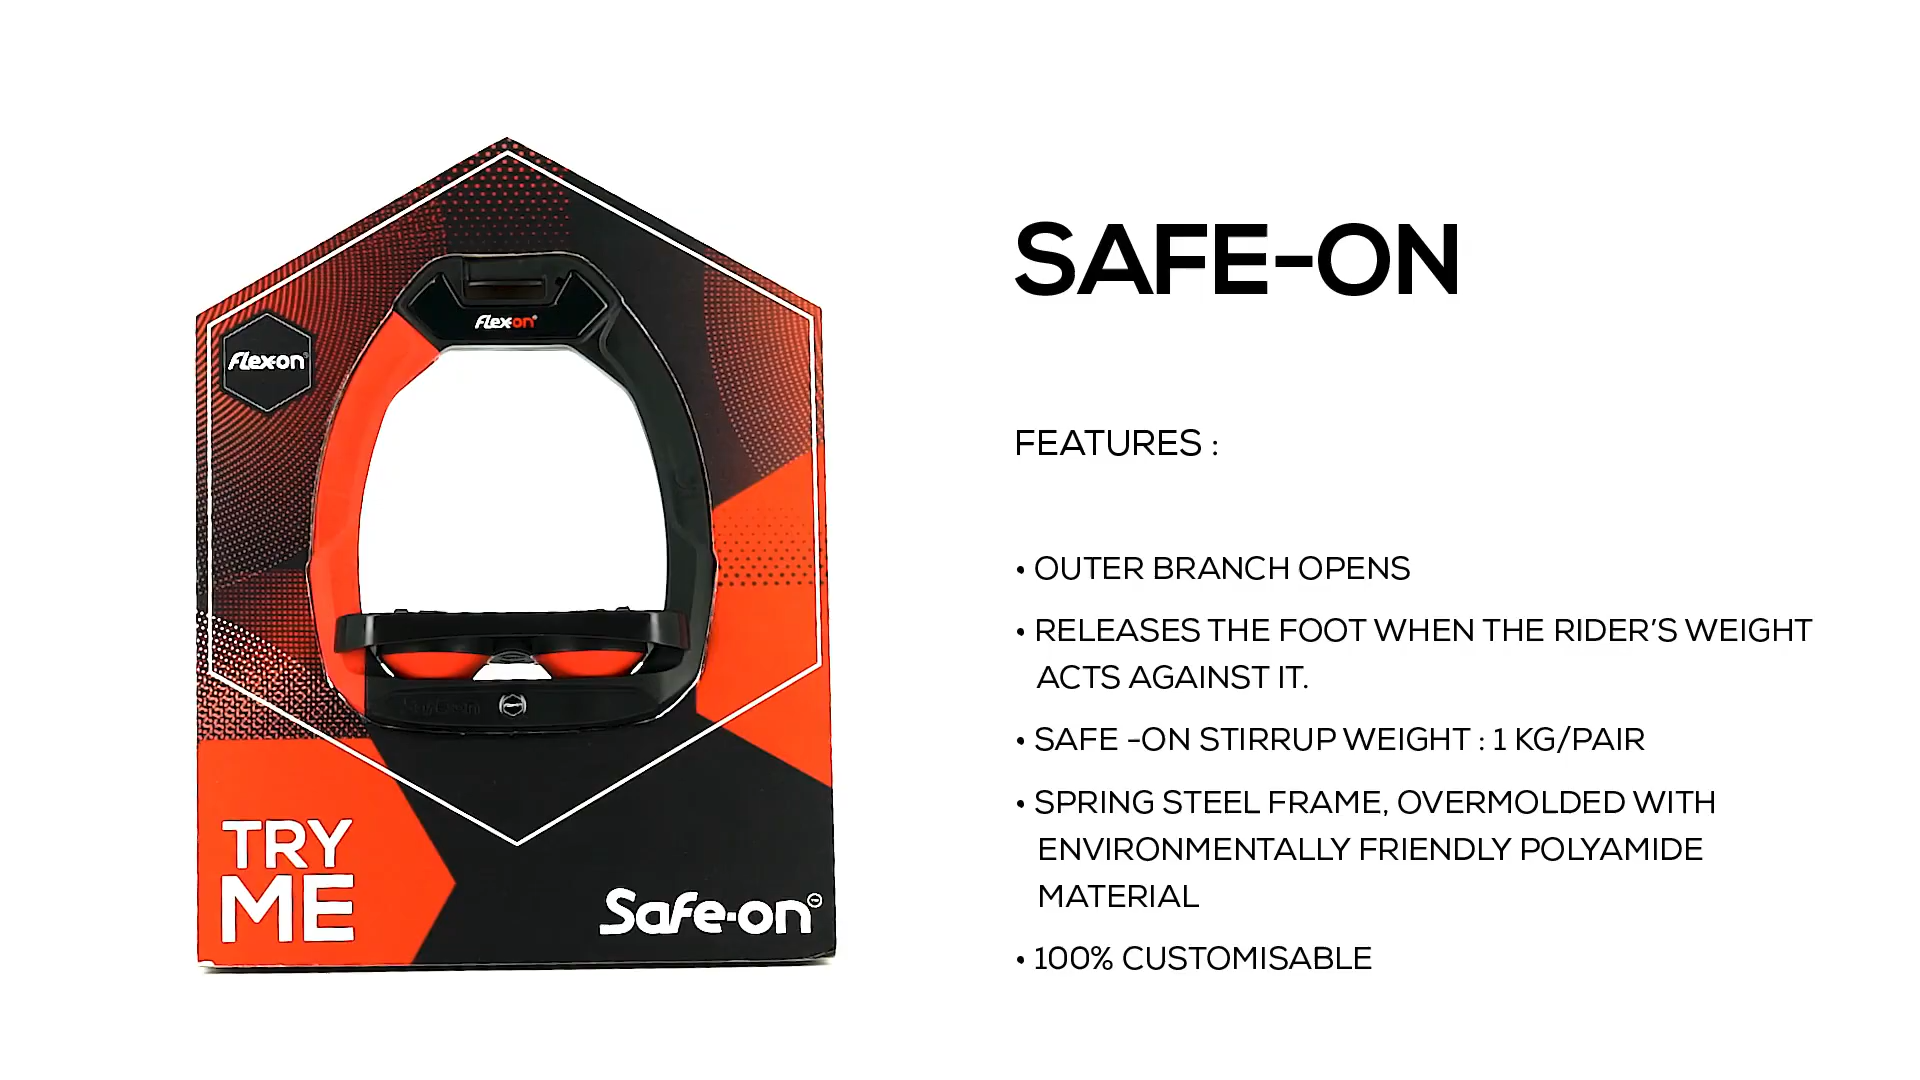 Flex-on
Flex-on
TRY
ME
Safe-on
SAFE-ON
FEATURES :
• OUTER BRANCH OPENS
• RELEASES THE FOOT WHEN THE RIDER'S WEIGHT
ACTS AGAINST IT.
• SAFE -ON STIRRUP WEIGHT : 1 KG/PAIR
• SPRING STEEL FRAME, OVERMOLDED WITH
ENVIRONMENTALLY FRIENDLY POLYAMIDE
MATERIAL
• 100% CUSTOMISABLE